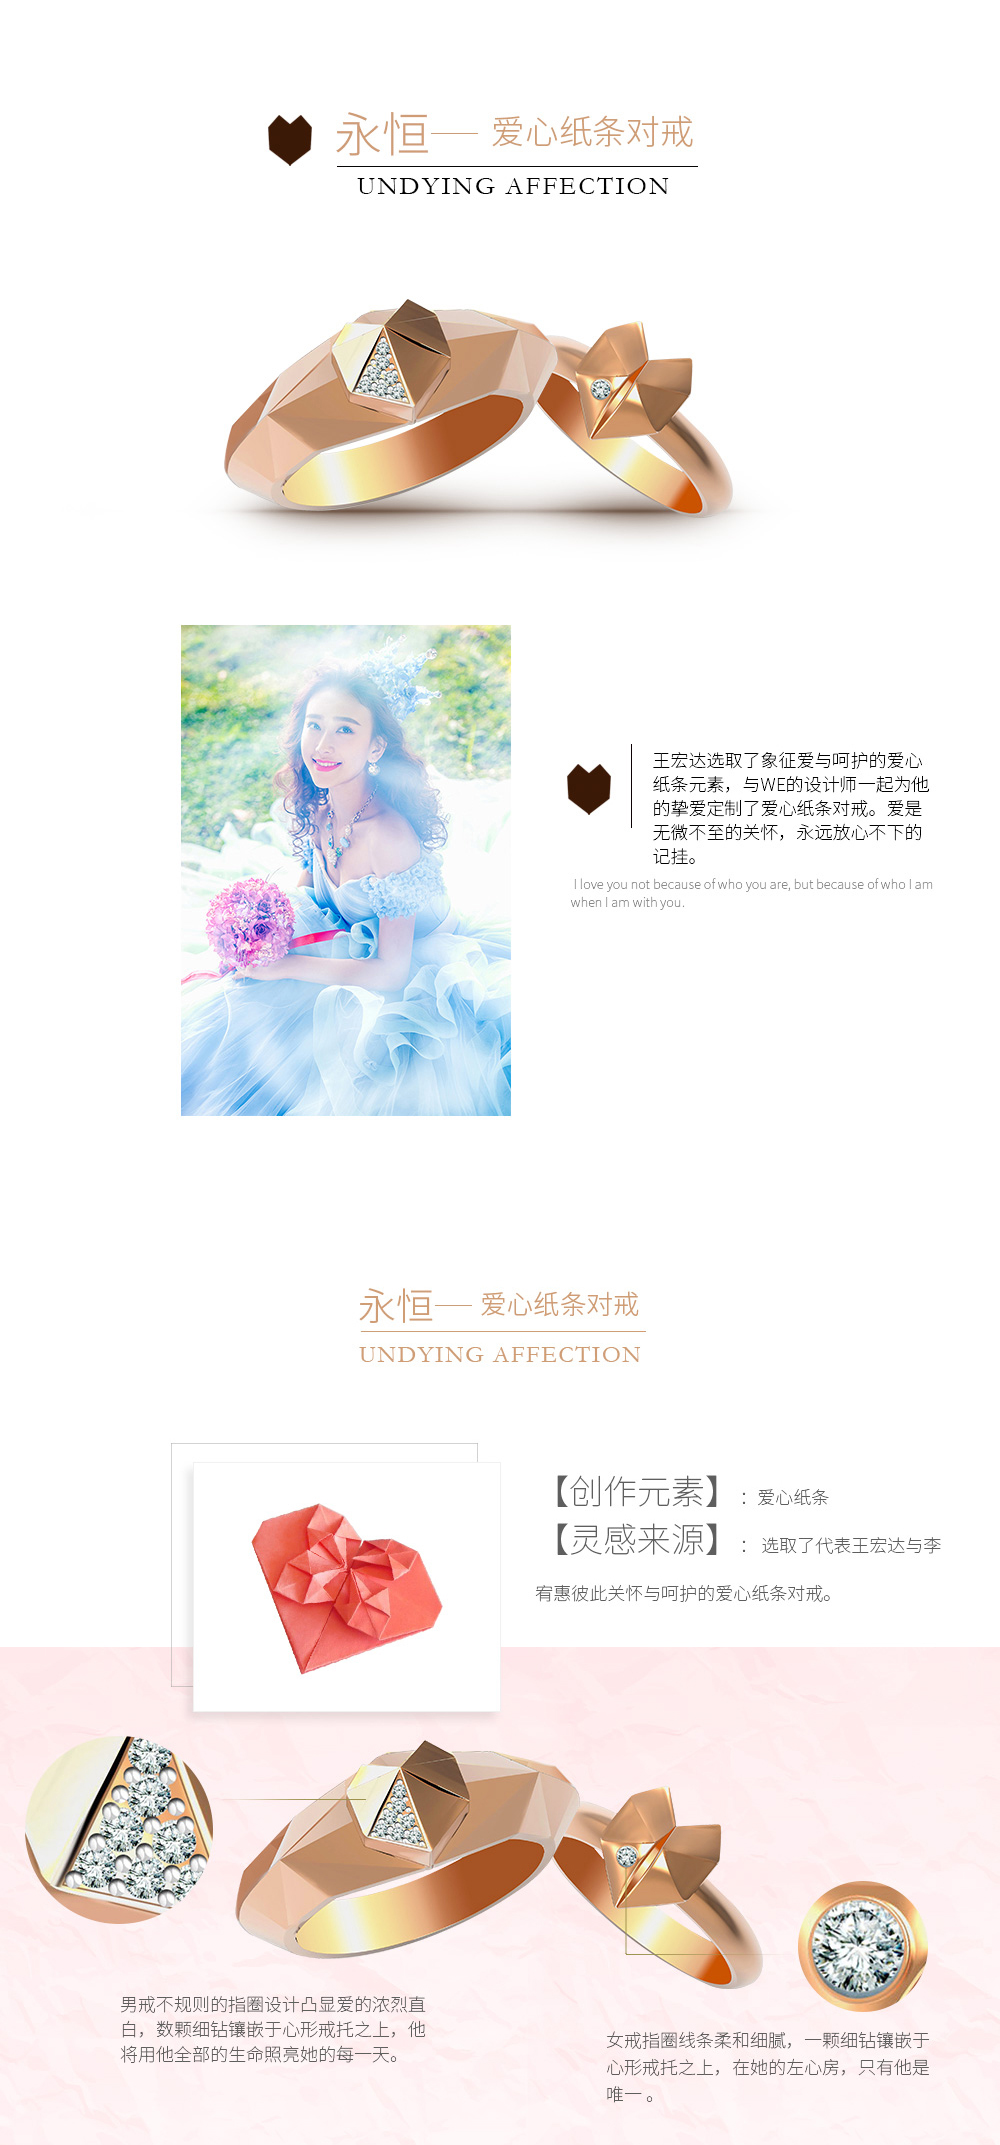 永恒—— 爱心纸条对戒
UNDYING AFFECTION
王宏达选取了象征爱与呵护的爱心
纸条元素，与WE的设计师一起为他
的挚爱定制了爱心纸条对戒。爱是
无微不至的关怀，永远放心不下的
记挂。
I love you not because of who you are, but because of who I am
when I am with you.
永恒—— 爱心纸条对戒
UNDYING AFFECTION
【创作元素】：爱心纸条
【灵感来源】：选取了代表王宏达与李
宥惠彼此关怀与呵护的爱心纸条对戒。
男戒不规则的指圈设计凸显爱的浓烈直
白，数颗细钻镶嵌于心形戒托之上，他
将用他全部的生命照亮她的每一天。
女戒指圈线条柔和细腻，一颗细钻镶嵌于
心形戒托之上，在她的左心房，只有他是
唯一 。